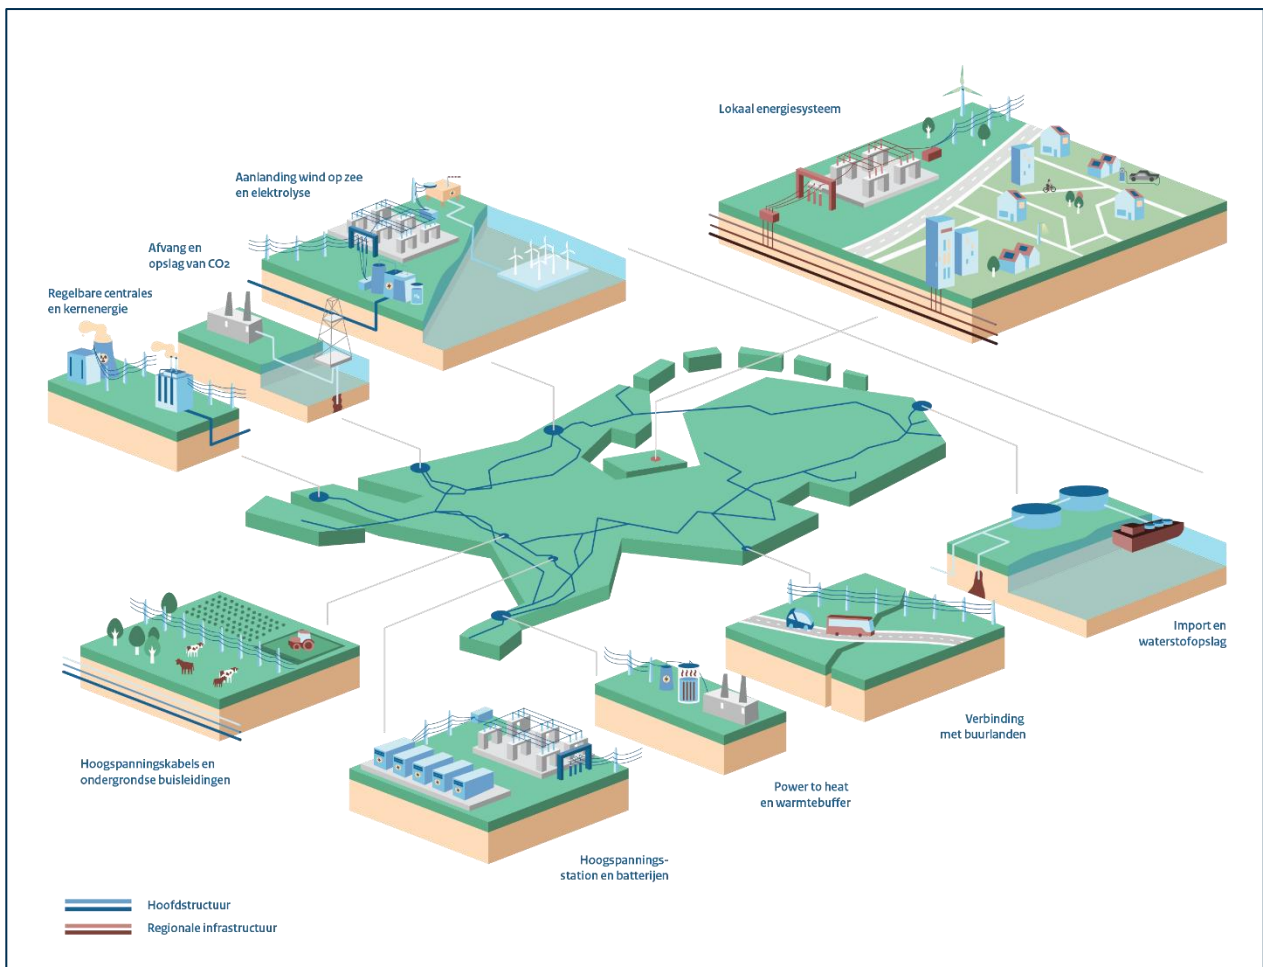 Lokaal energiesysteem
Aanlanding wind op zee
en elektrolyse
Afvang en
opslag van CO2
Regelbare centrales
en kernenergie
Import en
waterstofopslag
Verbinding
met buurlanden
Hoogspanningskabels en
ondergrondse buisleidingen
Power to heat
en warmtebuffer
Hoogspannings-
station en batterijen
Hoofdstructuur
Regionale infrastructuur